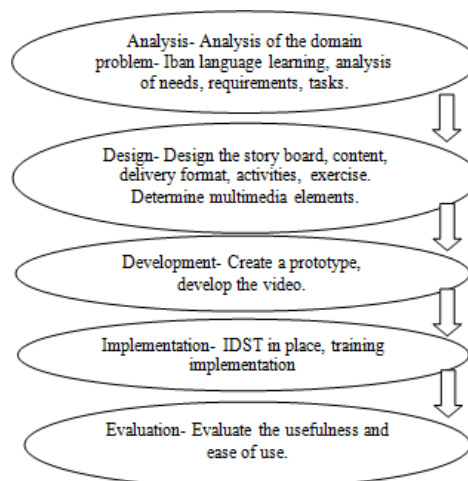 Analysis- Analysis of the domain
problem- Iban language learning, analysis
of needs, requirements, tasks.
Design- Design the story board, content,
delivery format, activities, exercise.
Determine multimedia elements.
Development- Create a prototype,
develop the video.
Implementation- IDST in place, training
implementation
Evaluation- Evaluate the usefulness and
ease of use.